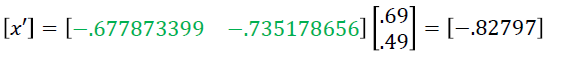 [x′] = [−.677873399 −.735178656] [.69 .49] = [−.82797]